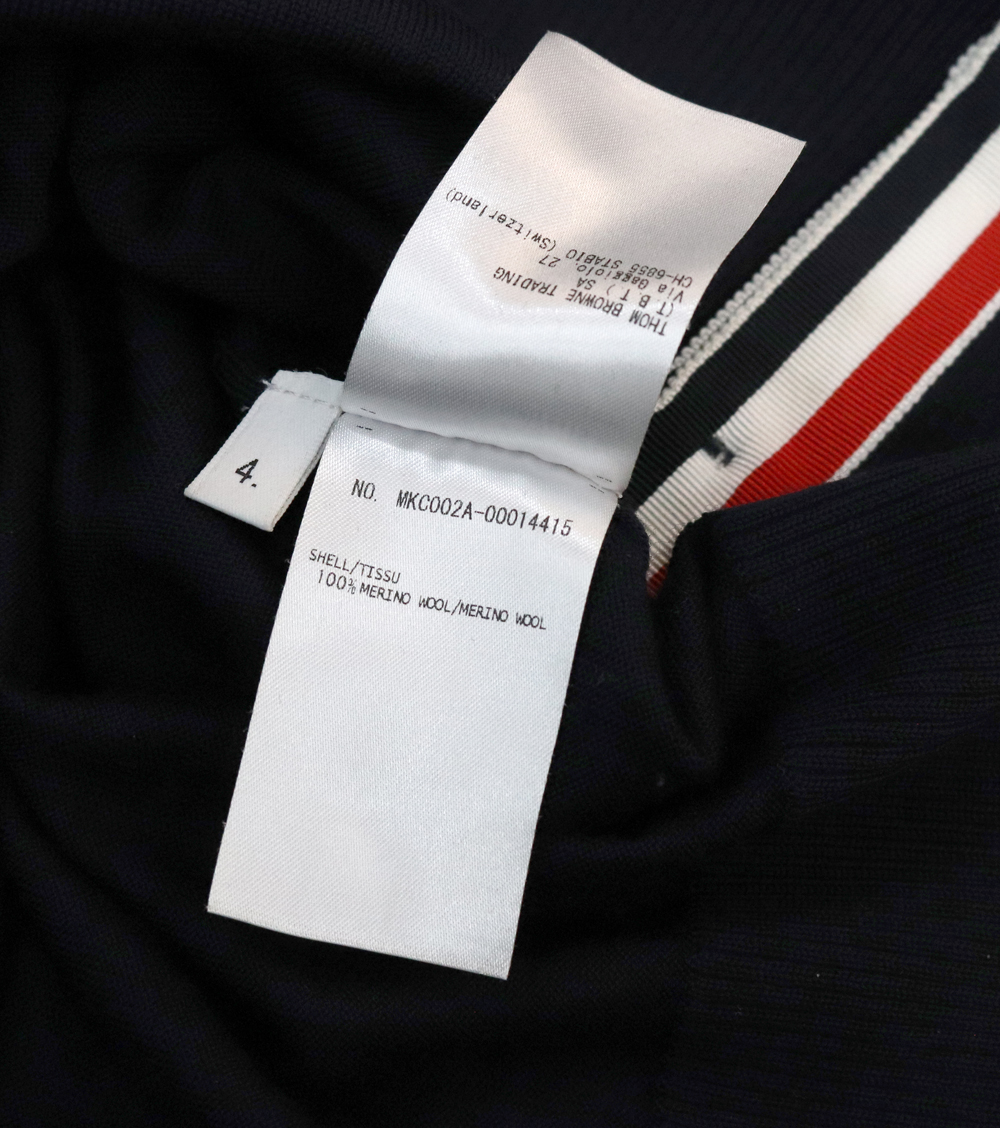 THOM BROWNE TRADING
(T B T ) SA
Via Gaggiolo, 27
CH-6855 STABIO (Switzerland)
4.
NO. MKC002A-00014415
SHELL/TISSU
100% MERINO WOOL/MERINO WOOL